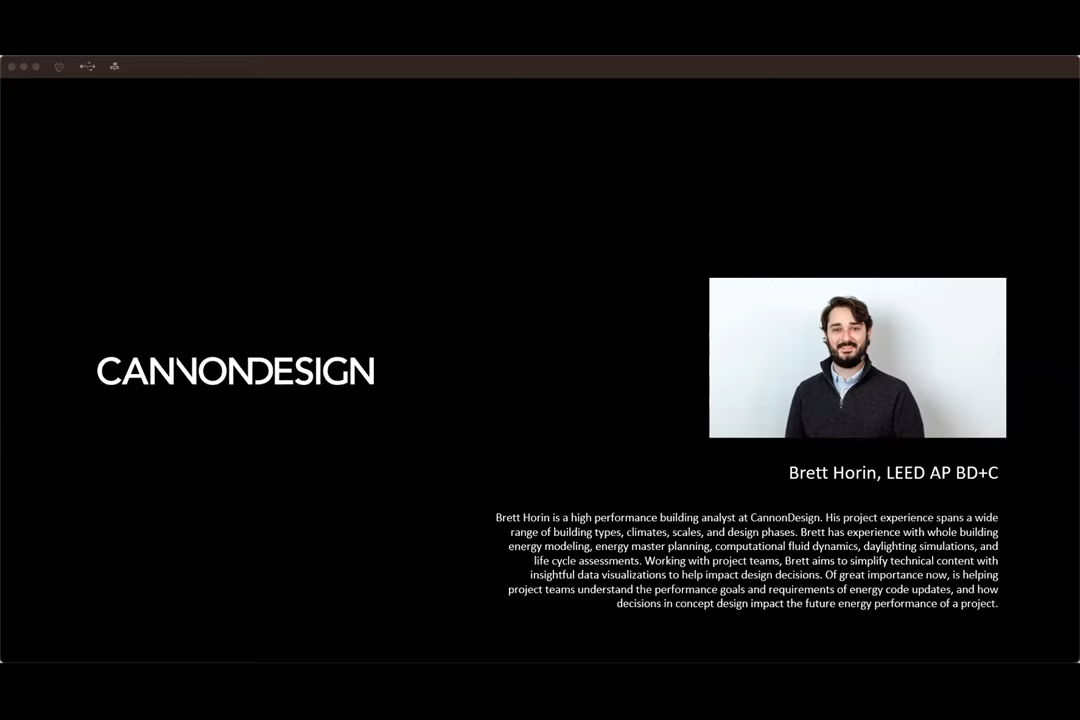 CANNONDESIGN
Brett Horin, LEED AP BD+C
Brett Horin is a high performance building analyst at CannonDesign. His project experience spans a wide
range of building types, climates, scales, and design phases. Brett has experience with whole building
energy modeling, energy master planning, computational fluid dynamics, daylighting simulations, and
life cycle assessments. Working with project teams, Brett aims to simplify technical content with
insightful data visualizations to help impact design decisions. Of great importance now, is helping
project teams understand the performance goals and requirements of energy code updates, and how
decisions in concept design impact the future energy performance of a project.